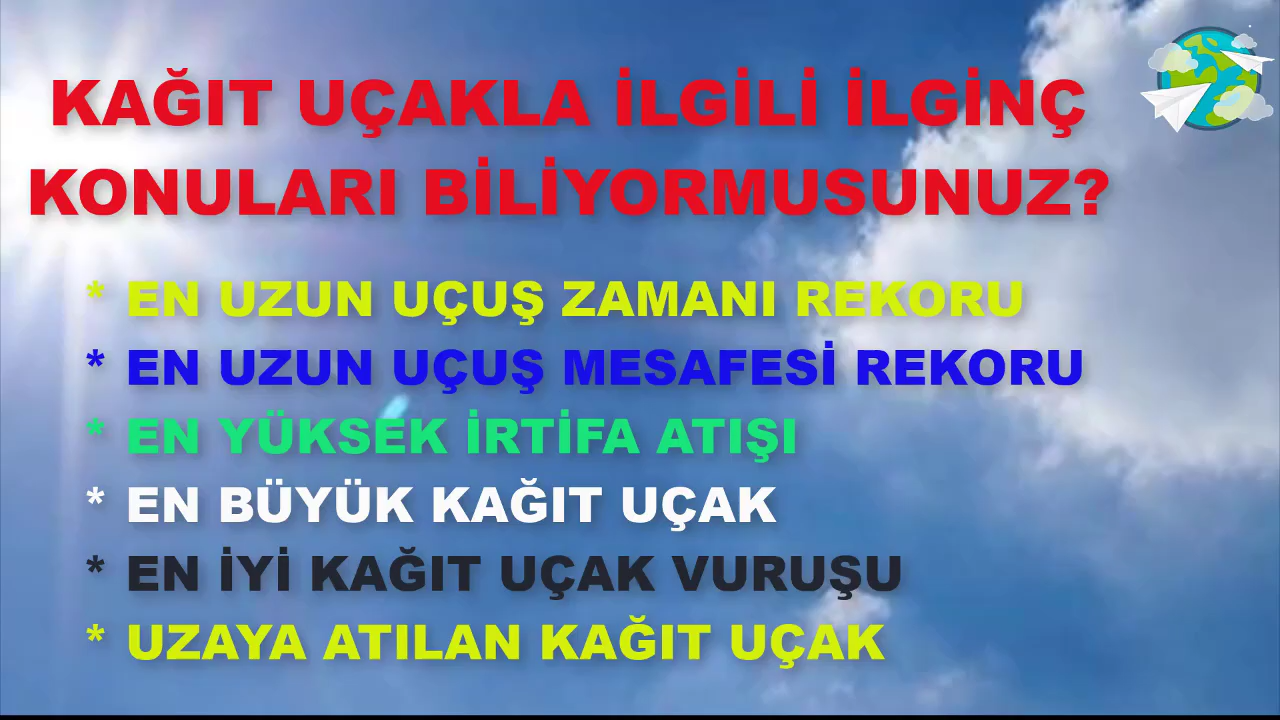 KAĞIT UÇAKLA İLGİLİ İLGİNÇ
KONULARI BİLİYORMUSUNUZ?
* EN UZUN UÇUŞ ZAMANI REKORU
* EN UZUN UÇUŞ MESAFESİ REKORU
* EN YÜKSEK İRTİFA ATIŞI
* EN BÜYÜK KAĞIT UÇAK
* EN İYİ KAĞIT UÇAK VURUŞU
* UZAYA ATILAN KAĞIT UÇAK